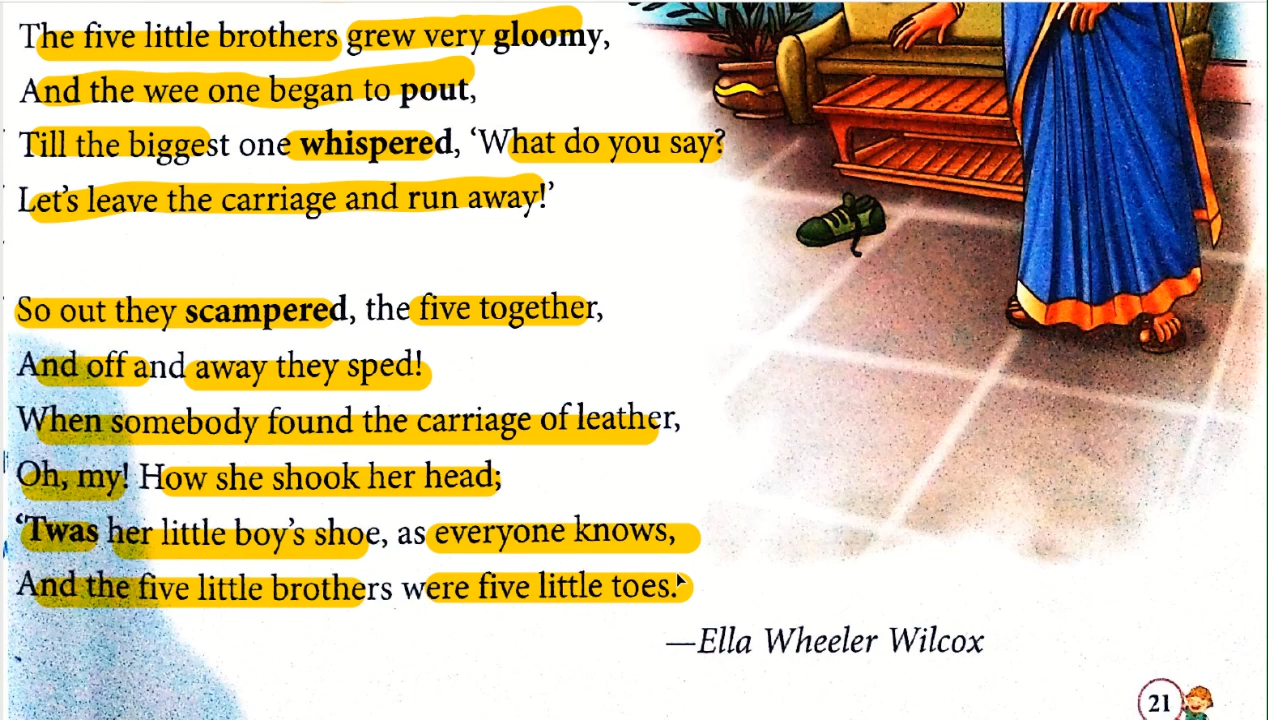 The five little brothers grew very gloomy,
And the wee one began to pout,
Till the biggest one whispered, ‘What do you say?
Let’s leave the carriage and run away!’
So out they scampered, the five together,
And off and away they sped!
When somebody found the carriage of leather,
Oh, my! How she shook her head;
‘Twas her little boy’s shoe, as everyone knows,
And the five little brothers were five little toes.
—Ella Wheeler Wilcox
21